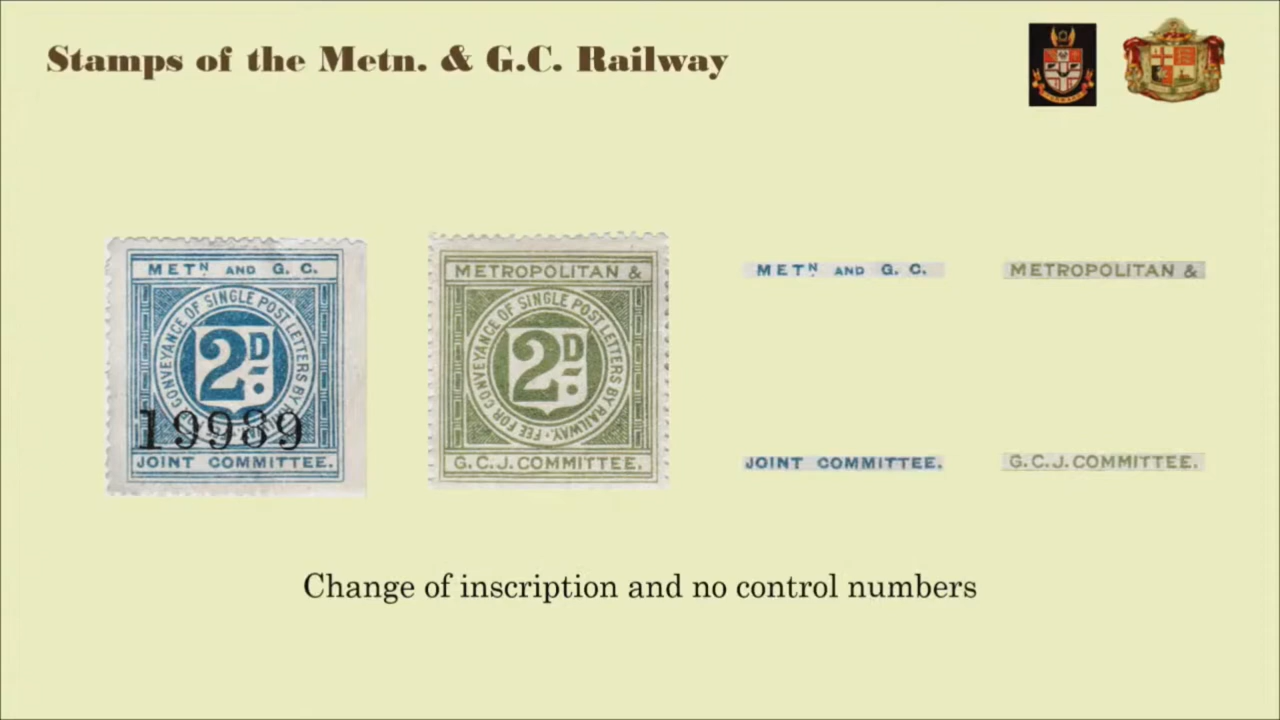 Stamps of the Metn. & G.C. Railway
METN AND G. C.
CONVEYANCE OF SINGLE POST LETTERS BY
2D.
19989
JOINT COMMITTEE.
METROPOLITAN &
FEE FOR CONVEYANCE OF SINGLE POST LETTERS BY RAILWAY.
2D.
G.C.J. COMMITTEE.
METN AND G. C.
METROPOLITAN &
JOINT COMMITTEE.
G.C.J. COMMITTEE.
Change of inscription and no control numbers